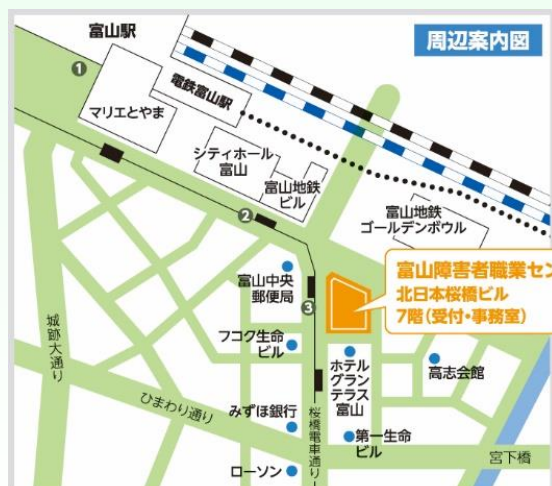 周辺案内図
富山駅
❶
電鉄富山駅
マリエとやま
シティホール
富山
富山地鉄
ビル
富山地鉄
ゴールデンボウル
❷
富山中央
郵便局
❸
富山障害者職業セン
北日本桜橋ビル
7階(受付・事務室)
フコク生命
ビル
ホテル
グラン
テラス
富山
高志会館
城跡大通り
ひまわり通り
みずほ銀行
桜橋電車通り
第一生命
ビル
宮下橋
ローソン